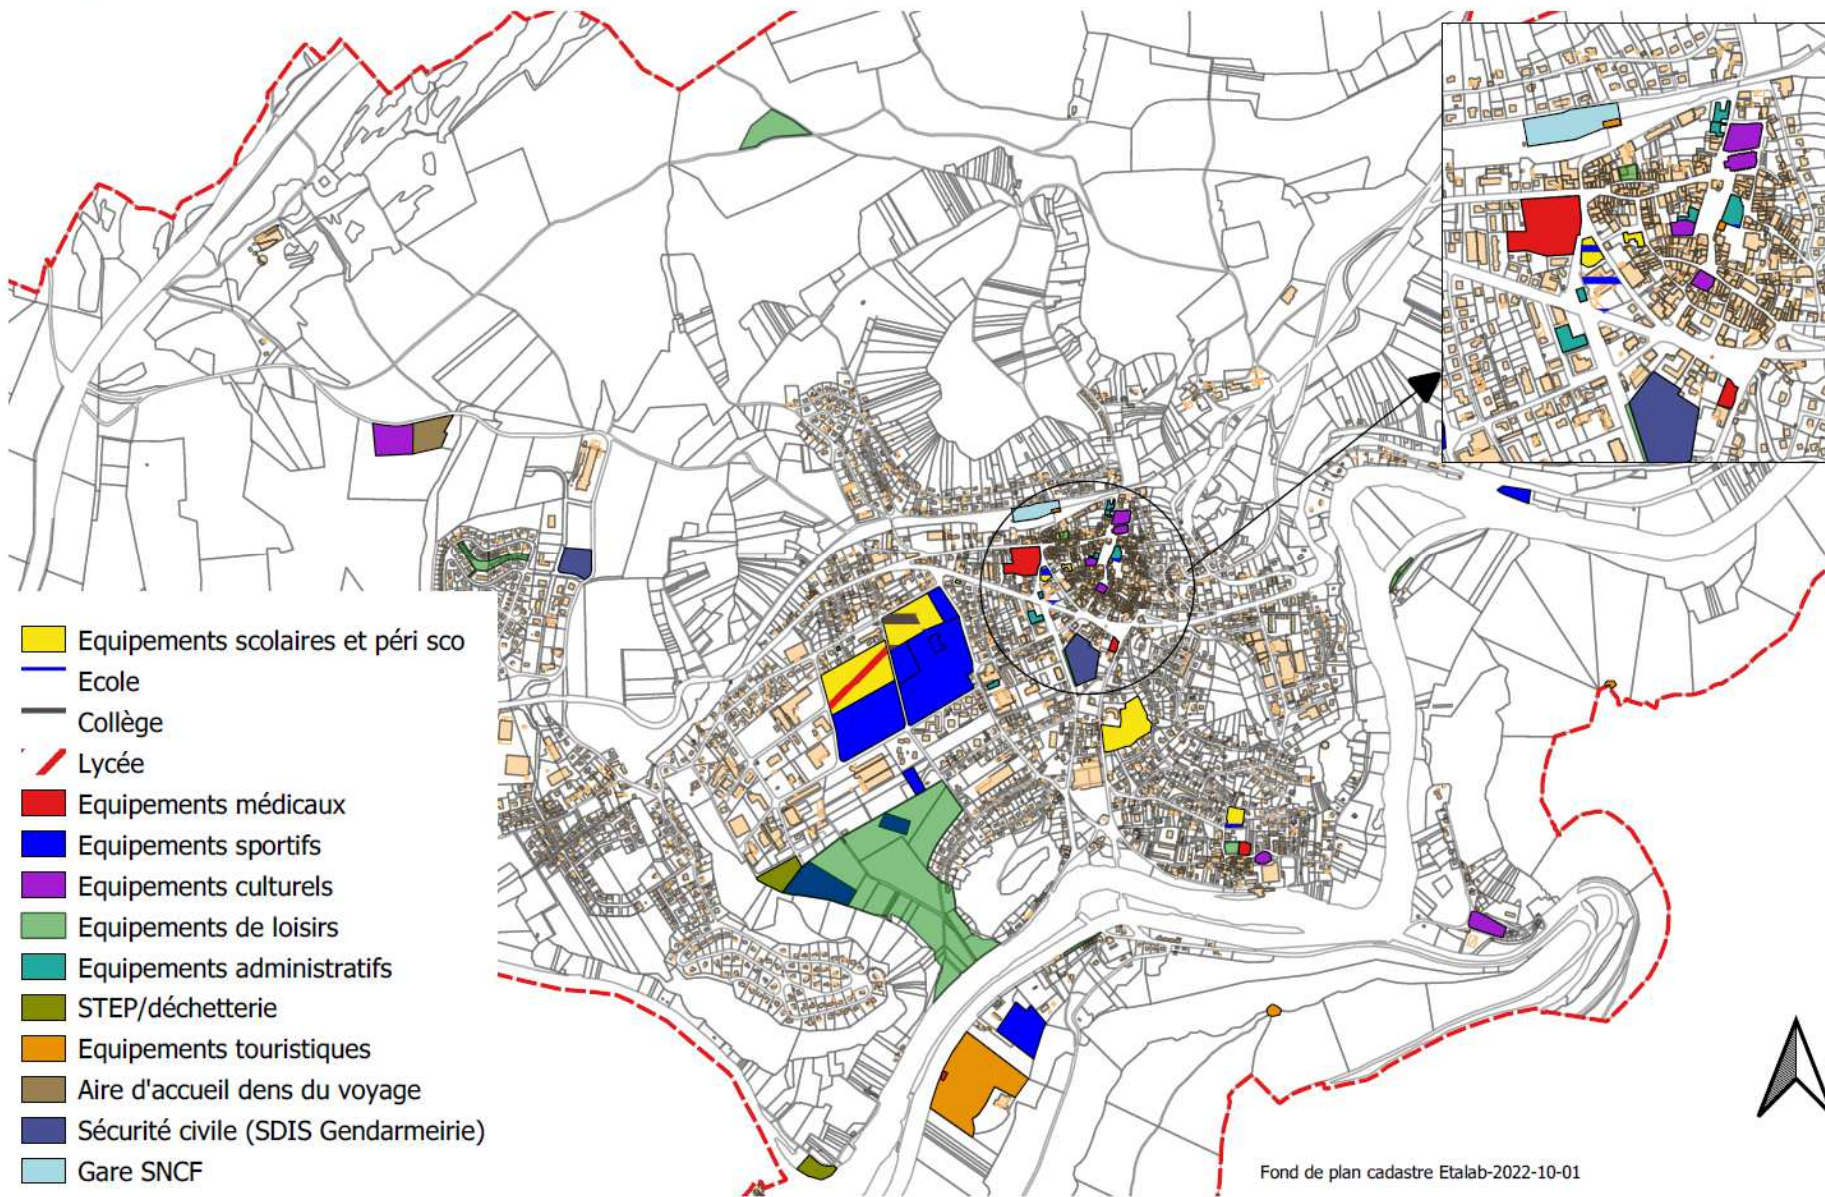 Equipements scolaires et péri sco
Ecole
Collège
Lycée
Equipements médicaux
Equipements sportifs
Equipements culturels
Equipements de loisirs
Equipements administratifs
STEP/déchetterie
Equipements touristiques
Aire d'accueil dens du voyage
Sécurité civile (SDIS Gendarmeirie)
Gare SNCF
Fond de plan cadastre Etalab-2022-10-01